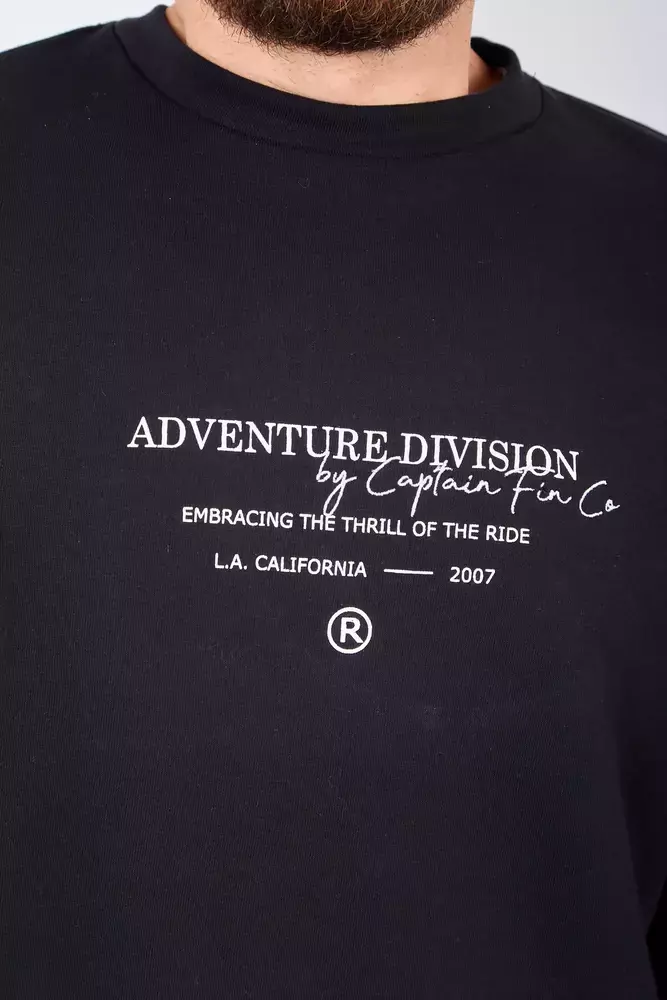 ADVENTURE DIVISION
by Captain Fin Co
EMBRACING THE THRILL OF THE RIDE
L.A. CALIFORNIA — 2007
®